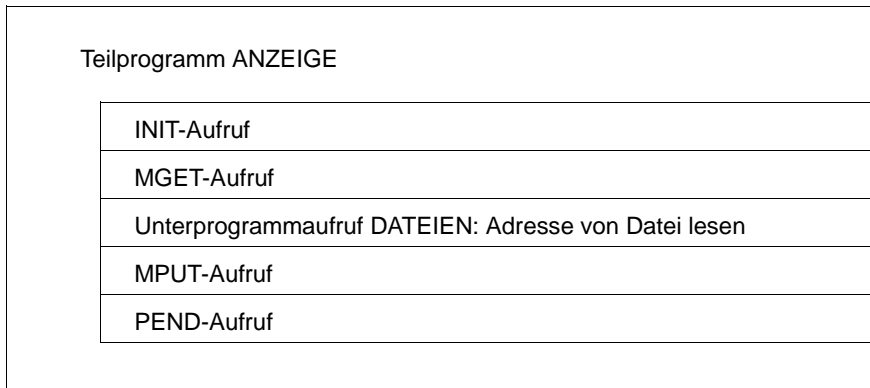 Teilprogramm ANZEIGE
INIT-Aufruf
MGET-Aufruf
Unterprogrammaufruf DATEIEN: Adresse von Datei lesen
MPUT-Aufruf
PEND-Aufruf